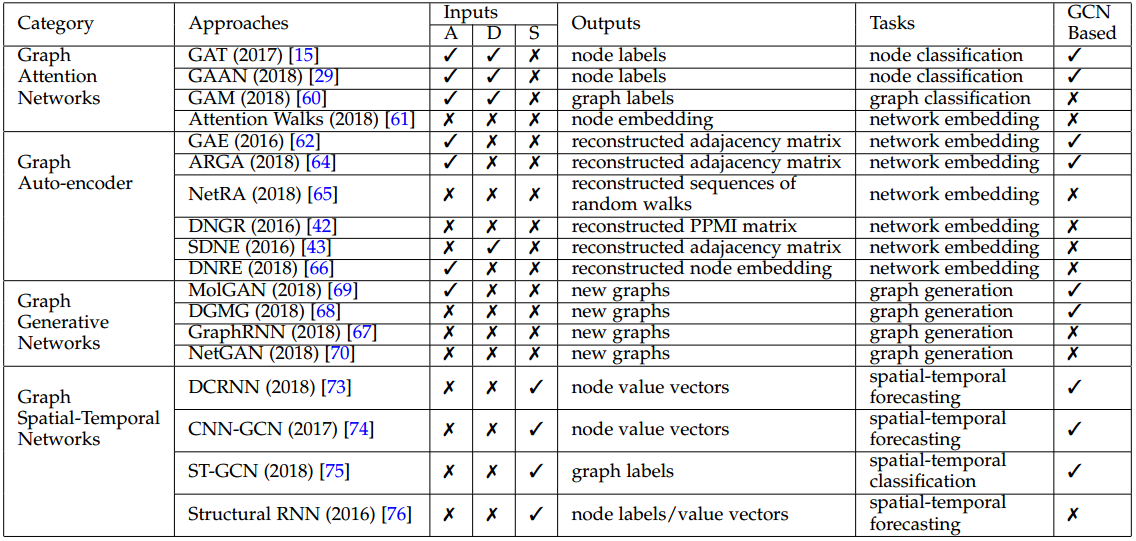 Category Approaches Inputs Outputs Tasks GCN Based
A D S
Graph Attention Networks
GAT (2017) [15] ✓ ✓ ✗ node labels node classification ✓
GAAN (2018) [29] ✓ ✓ ✗ node labels node classification ✓
GAM (2018) [60] ✓ ✓ ✗ graph labels graph classification ✗
Attention Walks (2018) [61] ✗ ✗ ✗ node embedding network embedding ✗
Graph Auto-encoder
GAE (2016) [62] ✓ ✗ ✗ reconstructed adajacency matrix network embedding ✓
ARGA (2018) [64] ✓ ✗ ✗ reconstructed adajacency matrix network embedding ✓
NetRA (2018) [65] ✗ ✗ ✗ reconstructed sequences of random walks network embedding ✗
DNGR (2016) [42] ✗ ✗ ✗ reconstructed PPMI matrix network embedding ✗
SDNE (2016) [43] ✗ ✓ ✗ reconstructed adajacency matrix network embedding ✗
DNRE (2018) [66] ✓ ✗ ✗ reconstructed node embedding network embedding ✗
Graph Generative Networks
MolGAN (2018) [69] ✓ ✗ ✗ new graphs graph generation ✓
DGMG (2018) [68] ✗ ✗ ✗ new graphs graph generation ✓
GraphRNN (2018) [67] ✗ ✗ ✗ new graphs graph generation ✗
NetGAN (2018) [70] ✗ ✗ ✗ new graphs graph generation ✗
Graph Spatial-Temporal Networks
DCRNN (2018) [73] ✗ ✗ ✓ node value vectors spatial-temporal forecasting ✓
CNN-GCN (2017) [74] ✗ ✗ ✓ node value vectors spatial-temporal forecasting ✓
ST-GCN (2018) [75] ✗ ✗ ✓ graph labels spatial-temporal classification ✓
Structural RNN (2016) [76] ✗ ✗ ✓ node labels/value vectors spatial-temporal forecasting ✗